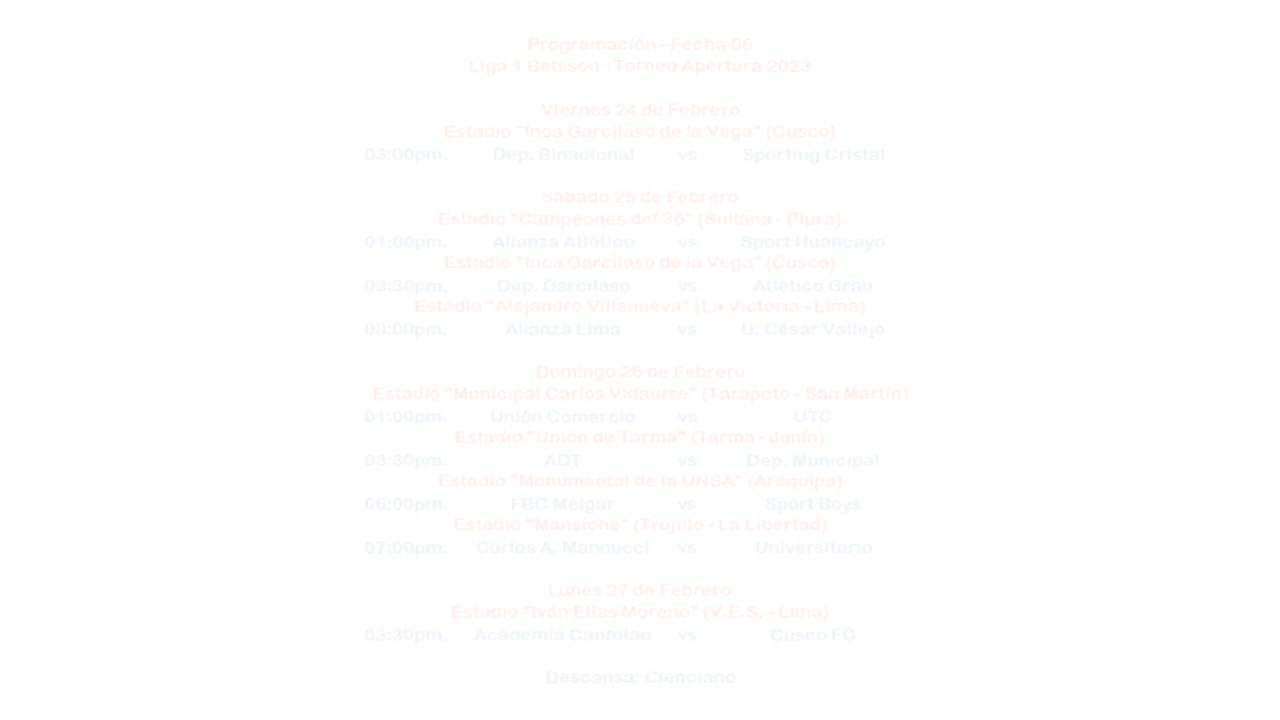 Programación - Fecha 06
Liga 1 Betsson - Torneo Apertura 2023
Viernes 24 de Febrero
Estadio "Inca Garcilaso de la Vega" (Cusco)
03:00pm. Dep. Binacional vs Sporting Cristal
Sábado 25 de Febrero
Estadio "Campeones del 36" (Sullana - Piura)
01:00pm. Alianza Atlético vs Sport Huancayo
Estadio "Inca Garcilaso de la Vega" (Cusco)
03:30pm. Dep. Garcilaso vs Atlético Grau
Estadio "Alejandro Villanueva" (La Victoria - Lima)
08:00pm. Alianza Lima vs U. César Vallejo
Domingo 26 de Febrero
Estadio "Municipal Carlos Vidaurre" (Tarapoto - San Martín)
01:00pm. Unión Comercio vs UTC
Estadio "Unión de Tarma" (Tarma - Junín)
03:30pm. ADT vs Dep. Municipal
Estadio "Monumental de la UNSA" (Arequipa)
06:00pm. FBC Melgar vs Sport Boys
Estadio "Mansiche" (Trujillo - La Libertad)
07:00pm. Carlos A. Mannucci vs Universitario
Lunes 27 de Febrero
Estadio "Iván Elías Moreno" (V.E.S. - Lima)
03:30pm. Academia Cantolao vs Cusco FC
Descansa: Cienciano